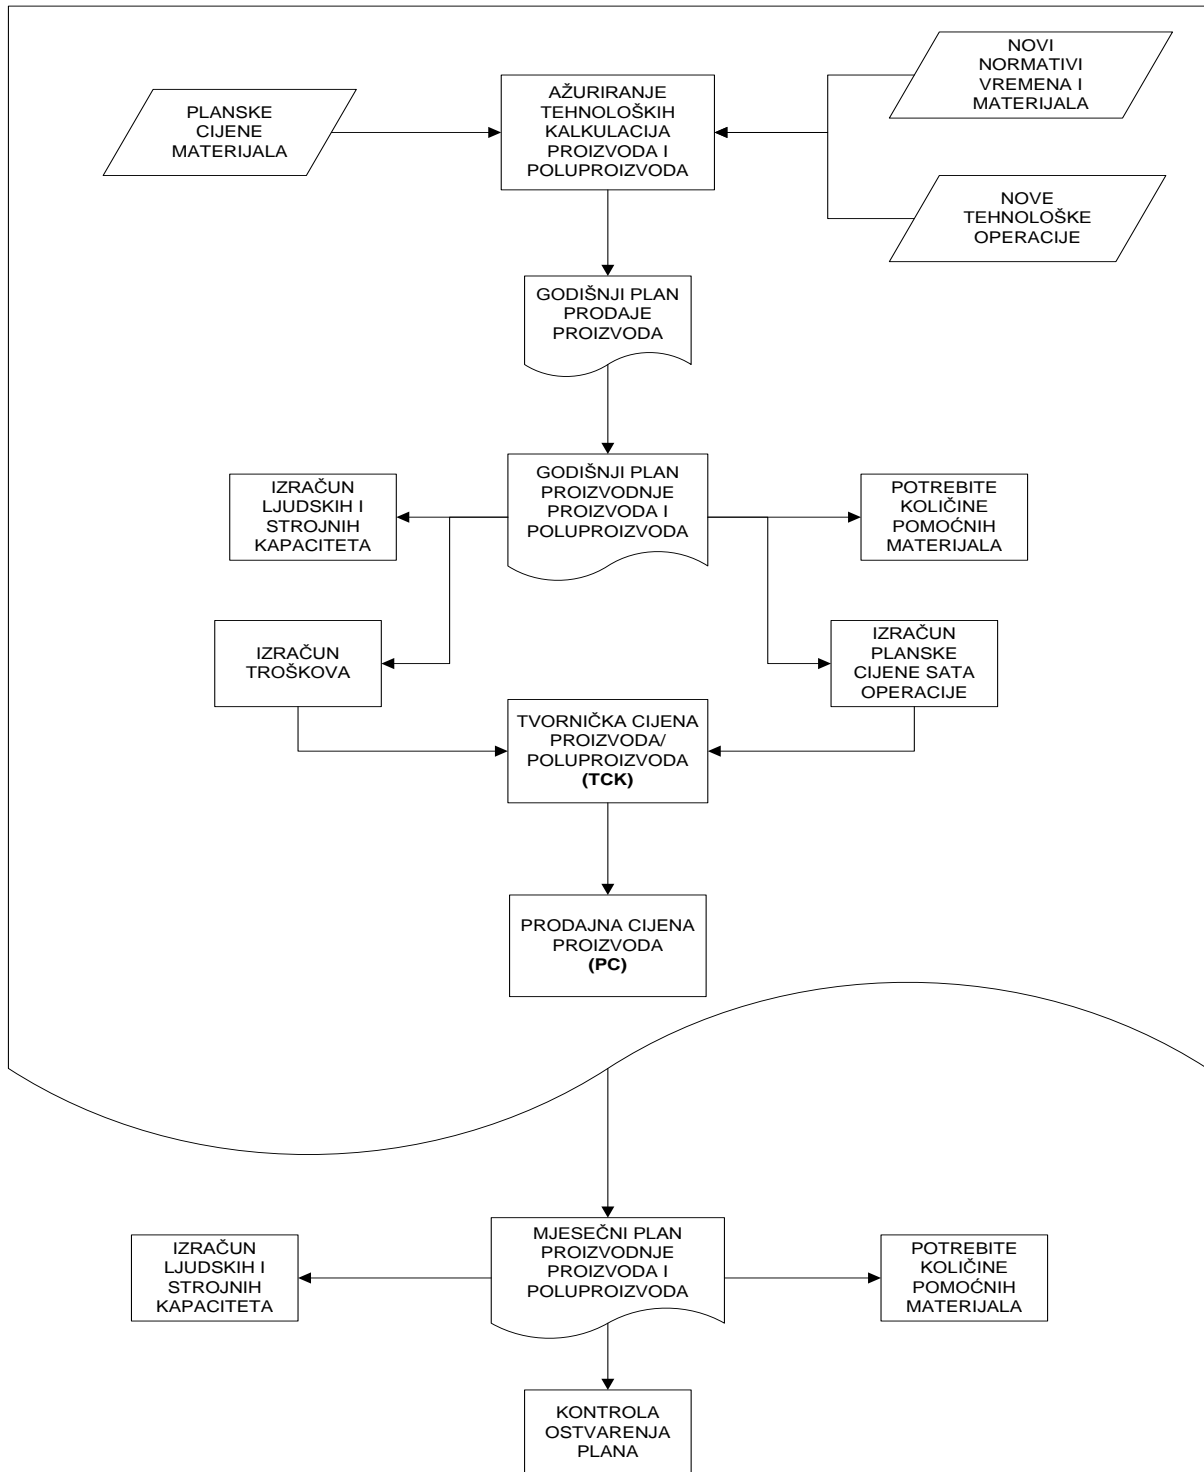 PLANSKE
CIJENE
MATERIJALA
AŽURIRANJE
TEHNOLOŠKIH
KALKULACIJA
PROIZVODA I
POLUPROIZVODA
NOVI
NORMATIVI
VREMENA I
MATERIJALA
NOVE
TEHNOLOŠKE
OPERACIJE
GODIŠNJI PLAN
PRODAJE
PROIZVODA
IZRAČUN
LJUDSKIH I
STROJNIH
KAPACITETA
GODIŠNJI PLAN
PROIZVODNJE
PROIZVODA I
POLUPROIZVODA
POTREBITE
KOLIČINE
POMOĆNIH
MATERIJALA
IZRAČUN
TROŠKOVA
IZRAČUN
PLANSKE
CIJENE SATA
OPERACIJE
TVORNIČKA CIJENA
PROIZVODA/
POLUPROIZVODA
(TCK)
PRODAJNA CIJENA
PROIZVODA
(PC)
IZRAČUN
LJUDSKIH I
STROJNIH
KAPACITETA
MJESEČNI PLAN
PROIZVODNJE
PROIZVODA I
POLUPROIZVODA
POTREBITE
KOLIČINE
POMOĆNIH
MATERIJALA
KONTROLA
OSTVARENJA
PLANA